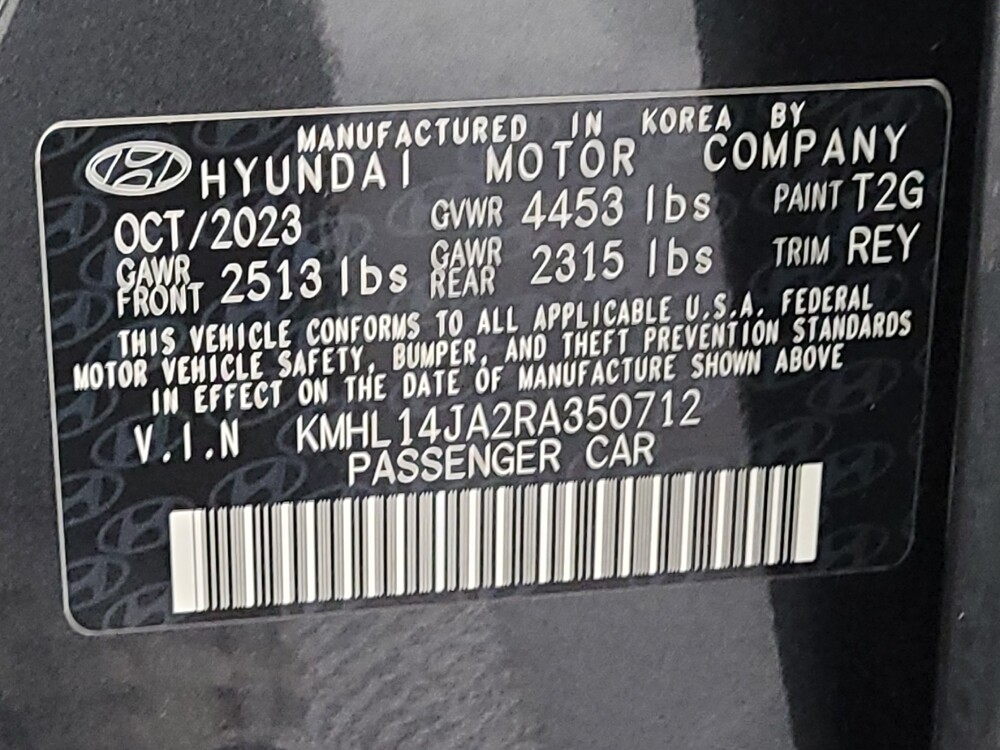 MANUFACTURED IN KOREA BY
HYUNDAI MOTOR COMPANY
OCT/2023 GVWR 4453 lbs PAINT T2G
GAWR FRONT 2513 lbs GAWR REAR 2315 lbs TRIM REY
THIS VEHICLE CONFORMS TO ALL APPLICABLE U.S.A. FEDERAL
MOTOR VEHICLE SAFETY, BUMPER, AND THEFT PREVENTION STANDARDS
IN EFFECT ON THE DATE OF MANUFACTURE SHOWN ABOVE
V.I.N KMHL14JA2RA350712
PASSENGER CAR